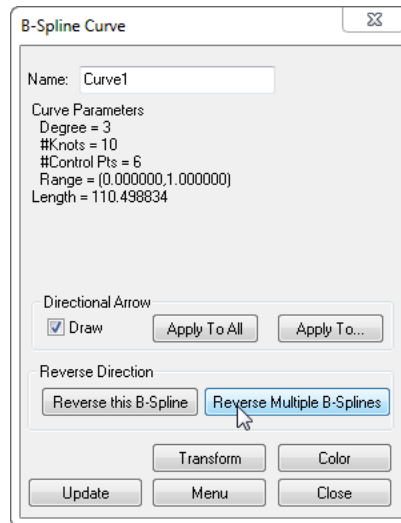 B-Spline Curve
Name: Curve1
Curve Parameters
Degree = 3
#Knots = 10
#Control Pts = 6
Range = (0.000000,1.000000)
Length = 110.498834
Directional Arrow
Draw Apply To All Apply To...
Reverse Direction
Reverse this B-Spline Reverse Multiple B-Splines
Transform Color
Update Menu Close